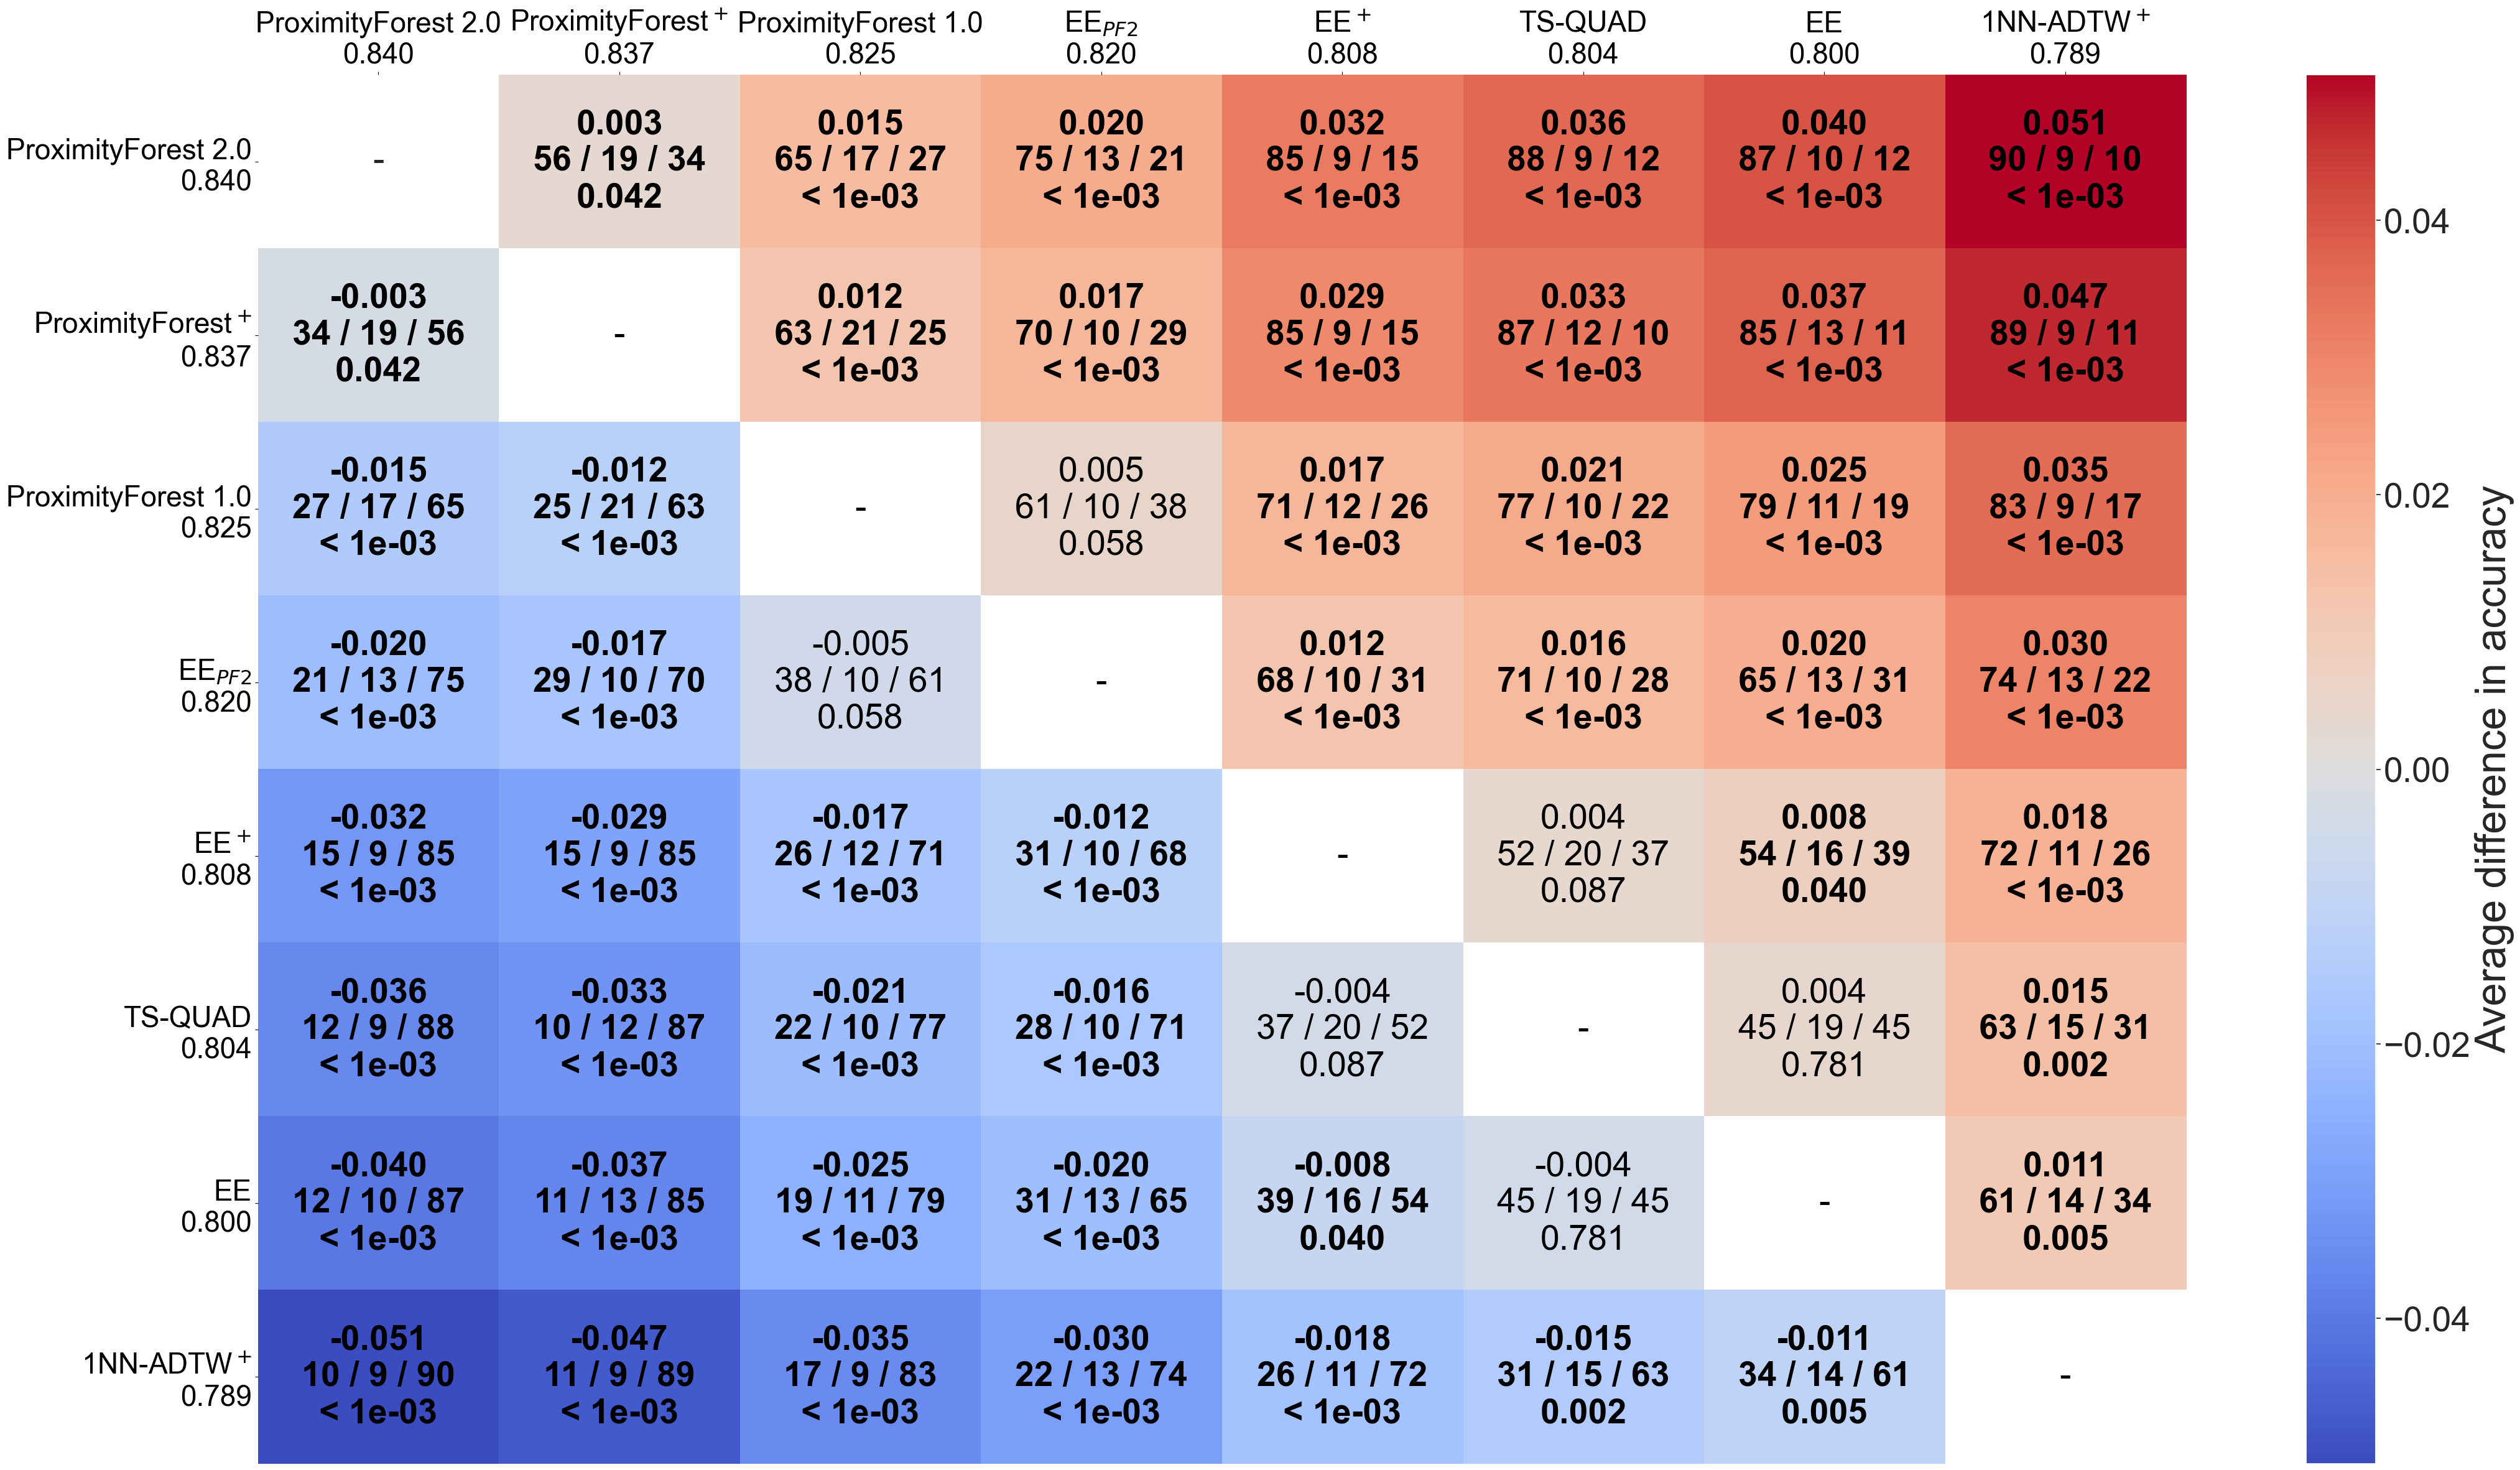 ProximityForest 2.0 ProximityForest⁺ ProximityForest 1.0 EE_PF2 EE⁺ TS-QUAD EE 1NN-ADTW⁺
0.840 0.837 0.825 0.820 0.808 0.804 0.800 0.789
ProximityForest 2.0
0.840
-
0.003
56 / 19 / 34
0.042
0.015
65 / 17 / 27
< 1e-03
0.020
75 / 13 / 21
< 1e-03
0.032
85 / 9 / 15
< 1e-03
0.036
88 / 9 / 12
< 1e-03
0.040
87 / 10 / 12
< 1e-03
0.051
90 / 9 / 10
< 1e-03
ProximityForest⁺
0.837
-0.003
34 / 19 / 56
0.042
-
0.012
63 / 21 / 25
< 1e-03
0.017
70 / 10 / 29
< 1e-03
0.029
85 / 9 / 15
< 1e-03
0.033
87 / 12 / 10
< 1e-03
0.037
85 / 13 / 11
< 1e-03
0.047
89 / 9 / 11
< 1e-03
ProximityForest 1.0
0.825
-0.015
27 / 17 / 65
< 1e-03
-0.012
25 / 21 / 63
< 1e-03
-
0.005
61 / 10 / 38
0.058
0.017
71 / 12 / 26
< 1e-03
0.021
77 / 10 / 22
< 1e-03
0.025
79 / 11 / 19
< 1e-03
0.035
83 / 9 / 17
< 1e-03
EE_PF2
0.820
-0.020
21 / 13 / 75
< 1e-03
-0.017
29 / 10 / 70
< 1e-03
-0.005
38 / 10 / 61
0.058
-
0.012
68 / 10 / 31
< 1e-03
0.016
71 / 10 / 28
< 1e-03
0.020
65 / 13 / 31
< 1e-03
0.030
74 / 13 / 22
< 1e-03
EE⁺
0.808
-0.032
15 / 9 / 85
< 1e-03
-0.029
15 / 9 / 85
< 1e-03
-0.017
26 / 12 / 71
< 1e-03
-0.012
31 / 10 / 68
< 1e-03
-
0.004
52 / 20 / 37
0.087
0.008
54 / 16 / 39
0.040
0.018
72 / 11 / 26
< 1e-03
TS-QUAD
0.804
-0.036
12 / 9 / 88
< 1e-03
-0.033
10 / 12 / 87
< 1e-03
-0.021
22 / 10 / 77
< 1e-03
-0.016
28 / 10 / 71
< 1e-03
-0.004
37 / 20 / 52
0.087
-
0.004
45 / 19 / 45
0.781
0.015
63 / 15 / 31
0.002
EE
0.800
-0.040
12 / 10 / 87
< 1e-03
-0.037
11 / 13 / 85
< 1e-03
-0.025
19 / 11 / 79
< 1e-03
-0.020
31 / 13 / 65
< 1e-03
-0.008
39 / 16 / 54
0.040
-0.004
45 / 19 / 45
0.781
-
0.011
61 / 14 / 34
0.005
1NN-ADTW⁺
0.789
-0.051
10 / 9 / 90
< 1e-03
-0.047
11 / 9 / 89
< 1e-03
-0.035
17 / 9 / 83
< 1e-03
-0.030
22 / 13 / 74
< 1e-03
-0.018
26 / 11 / 72
< 1e-03
-0.015
31 / 15 / 63
0.002
-0.011
34 / 14 / 61
0.005
-
0.04
0.02
0.00
−0.02
−0.04
Average difference in accuracy